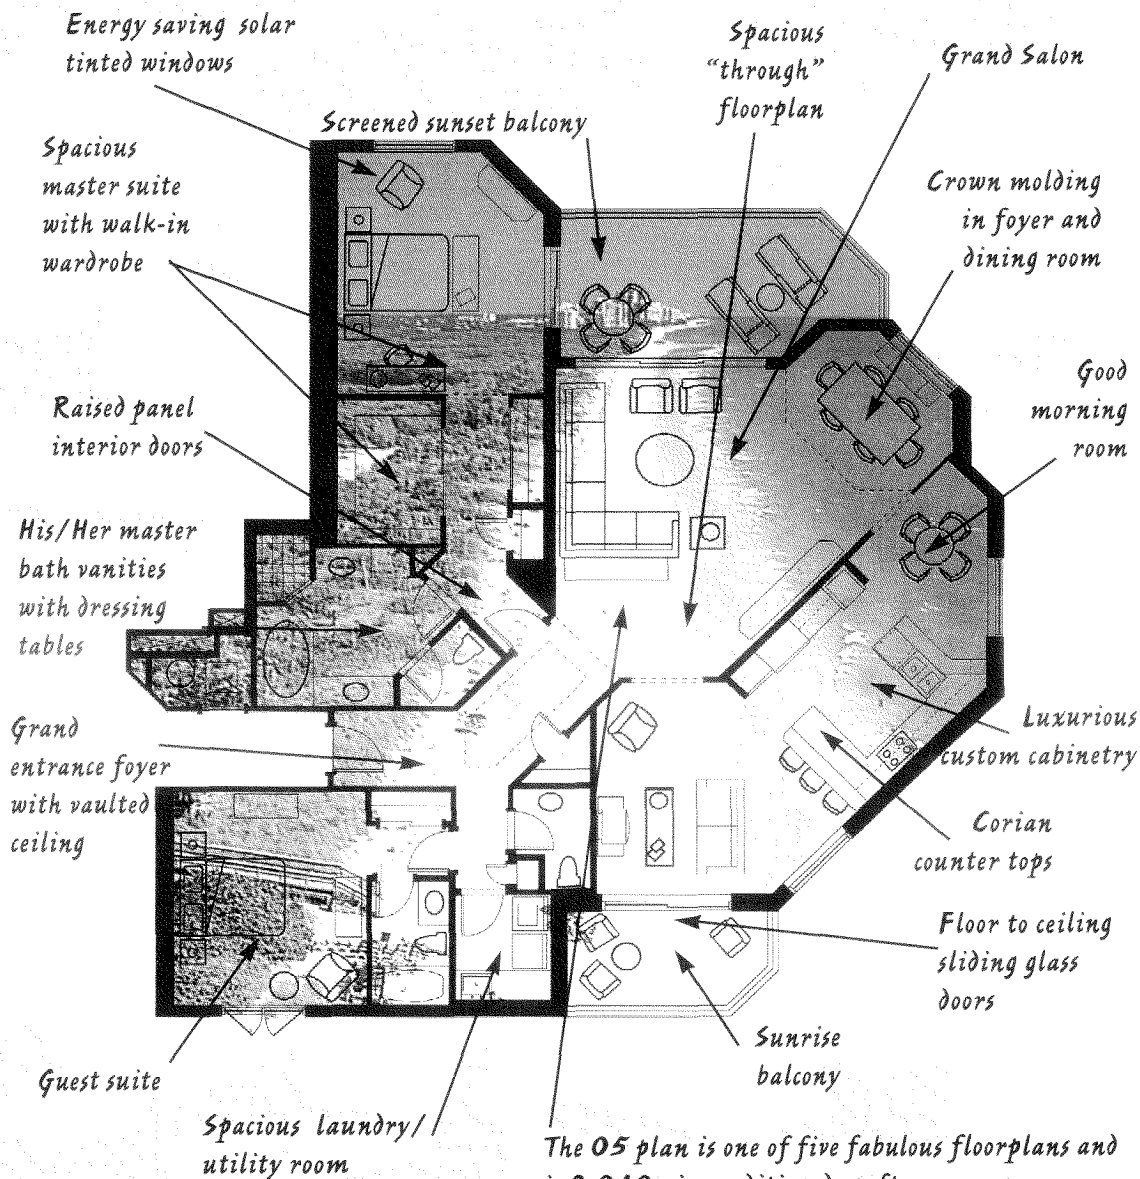 Energy saving solar
tinted windows
Spacious
"through"
floorplan
Grand Salon
Screened sunset balcony
Spacious
master suite
with walk-in
wardrobe
Crown molding
in foyer and
dining room
Good
morning
room
Raised panel
interior doors
His/Her master
bath vanities
with dressing
tables
Grand
entrance foyer
with vaulted
ceiling
Luxurious
custom cabinetry
Corian
counter tops
Floor to ceiling
sliding glass
doors
Sunrise
balcony
Guest suite
Spacious laundry/
utility room
The 05 plan is one of five fabulous floorplans and